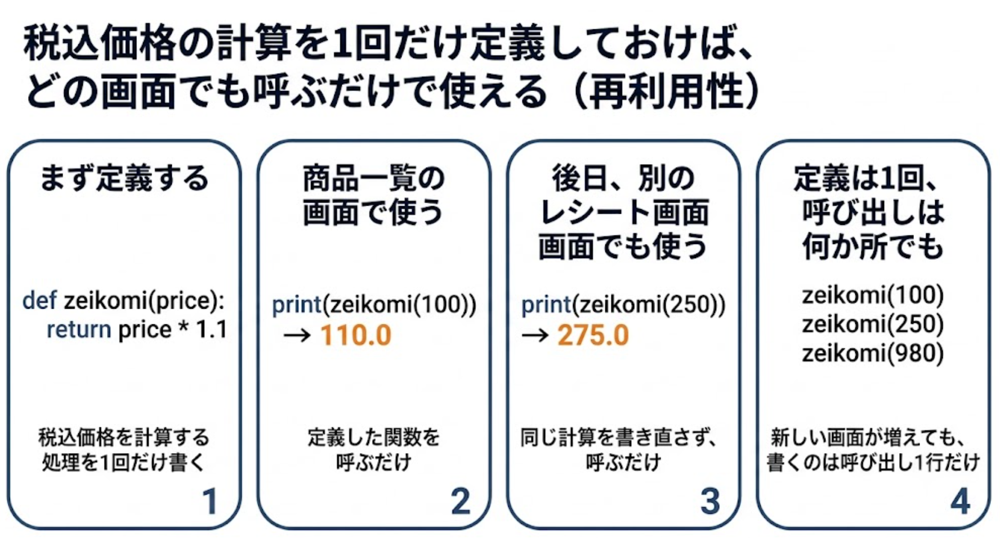 税込価格の計算を1回だけ定義しておけば、
どの画面でも呼ぶだけで使える（再利用性）
まず定義する
def zeikomi(price):
return price * 1.1
税込価格を計算する
処理を1回だけ書く
1
商品一覧の
画面で使う
print(zeikomi(100))
→ 110.0
定義した関数を
呼ぶだけ
2
後日、別の
レシート画面
画面でも使う
print(zeikomi(250))
→ 275.0
同じ計算を書き直さず、
呼ぶだけ
3
定義は1回、
呼び出しは
何か所でも
zeikomi(100)
zeikomi(250)
zeikomi(980)
新しい画面が増えても、
書くのは呼び出し1行だけ
4